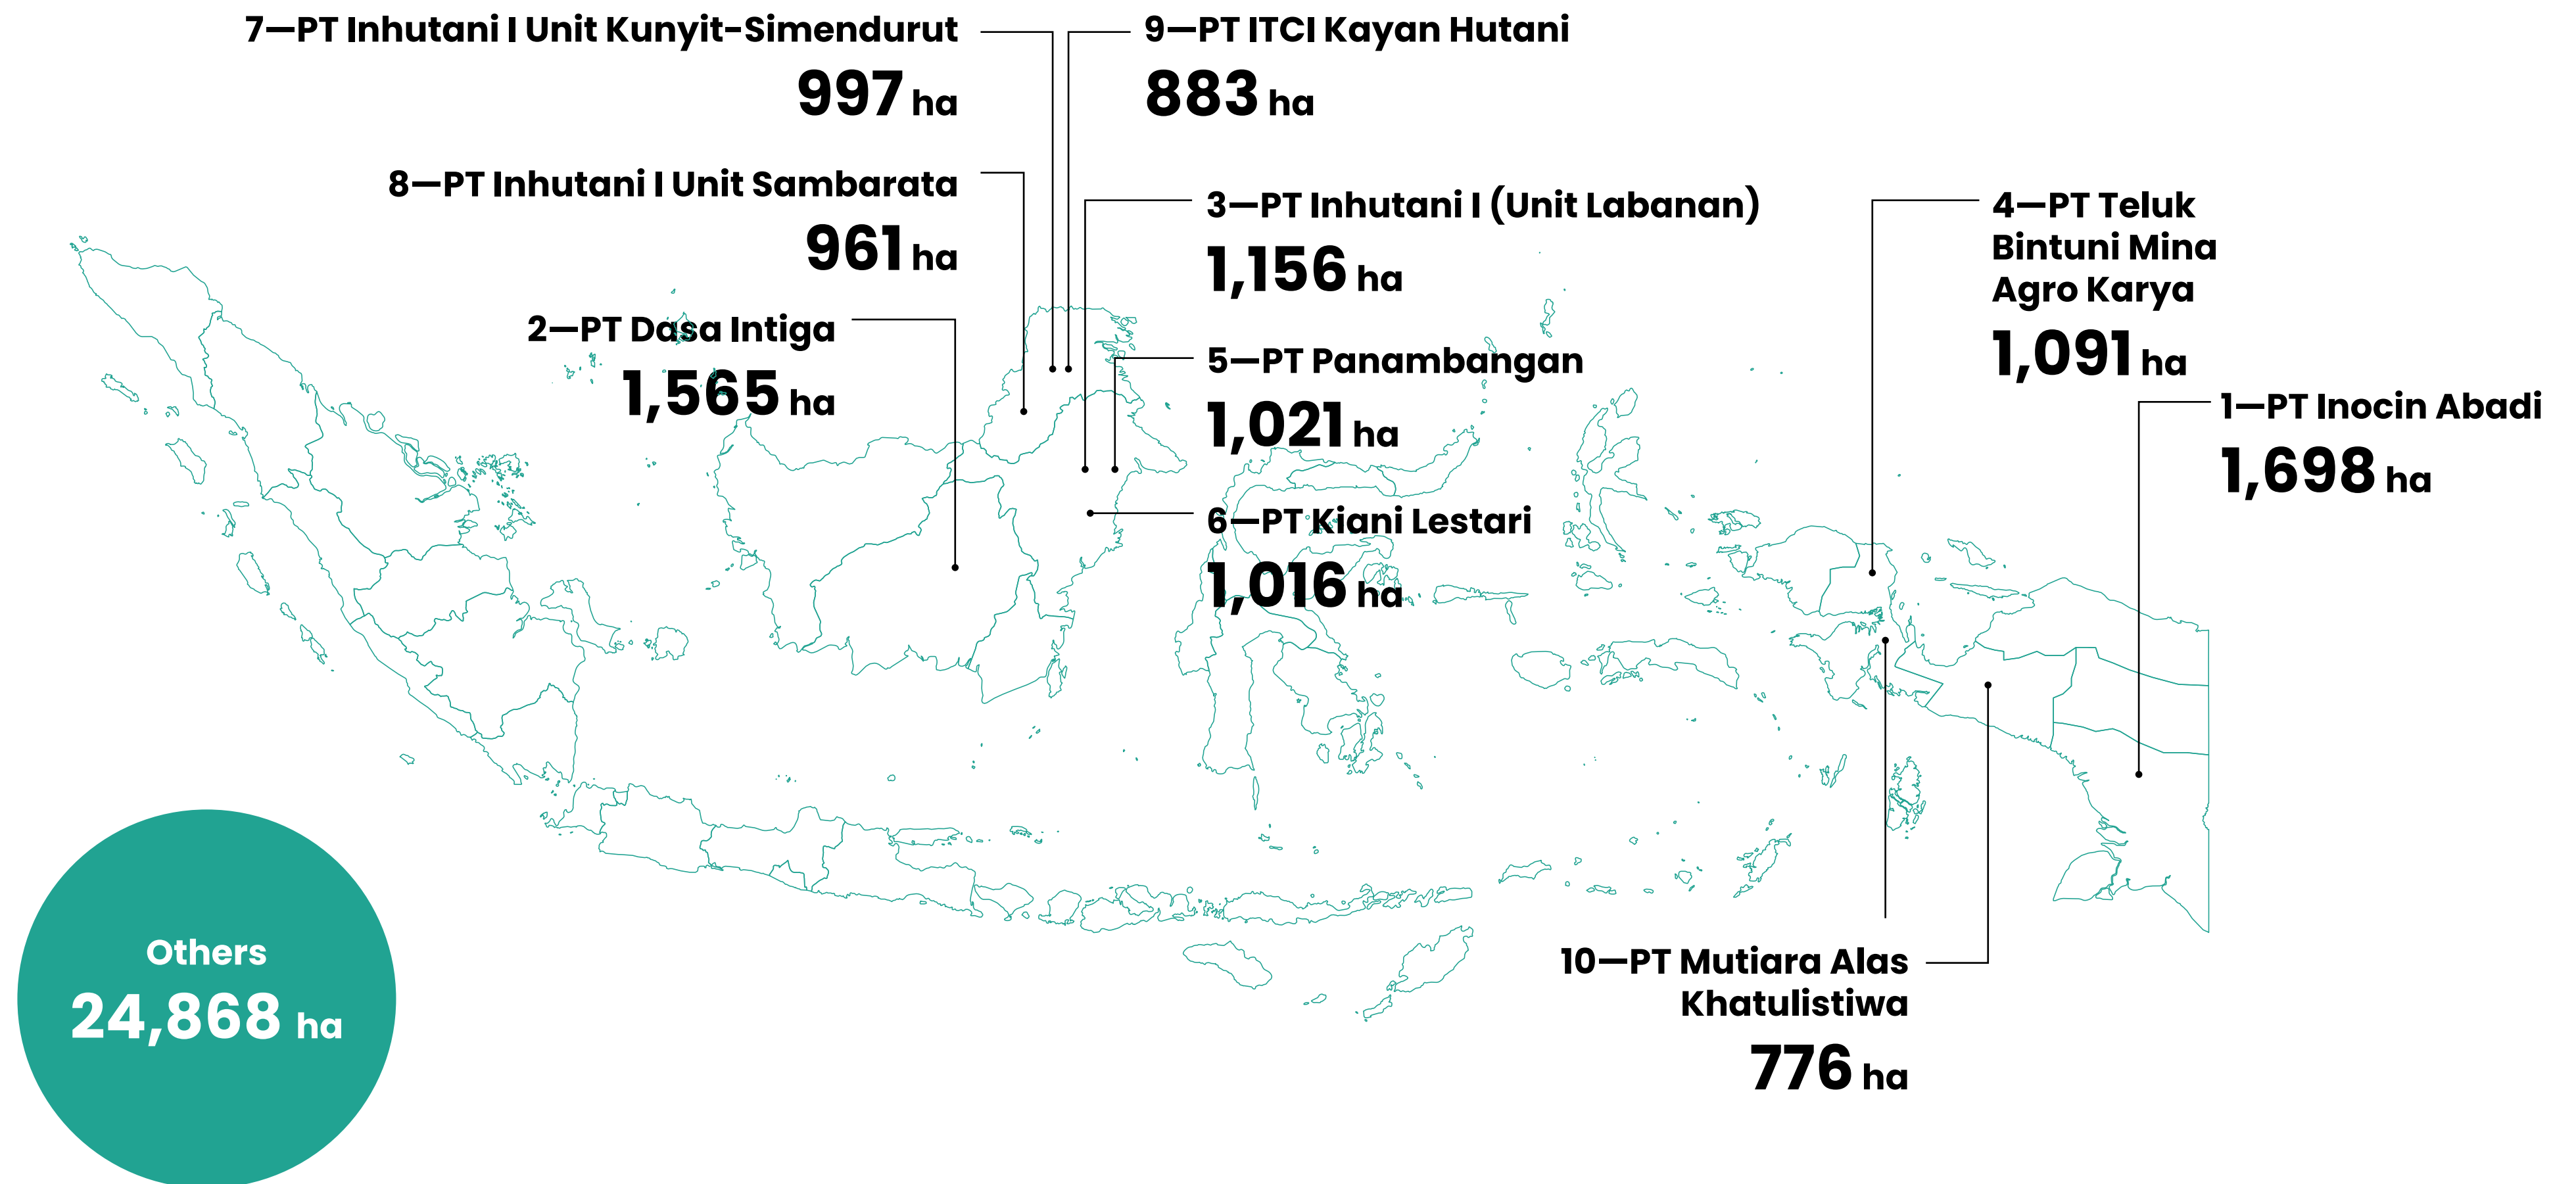 7—PT Inhutani I Unit Kunyit-Simendurut
997 ha
9—PT ITCI Kayan Hutani
883 ha
8—PT Inhutani I Unit Sambarata
961 ha
3—PT Inhutani I (Unit Labanan)
1,156 ha
4—PT Teluk
Bintuni Mina
Agro Karya
1,091 ha
2—PT Dasa Intiga
1,565 ha
5—PT Panambangan
1,021 ha
1—PT Inocin Abadi
1,698 ha
6—PT Kiani Lestari
1,016 ha
Others
24,868 ha
10—PT Mutiara Alas
Khatulistiwa
776 ha